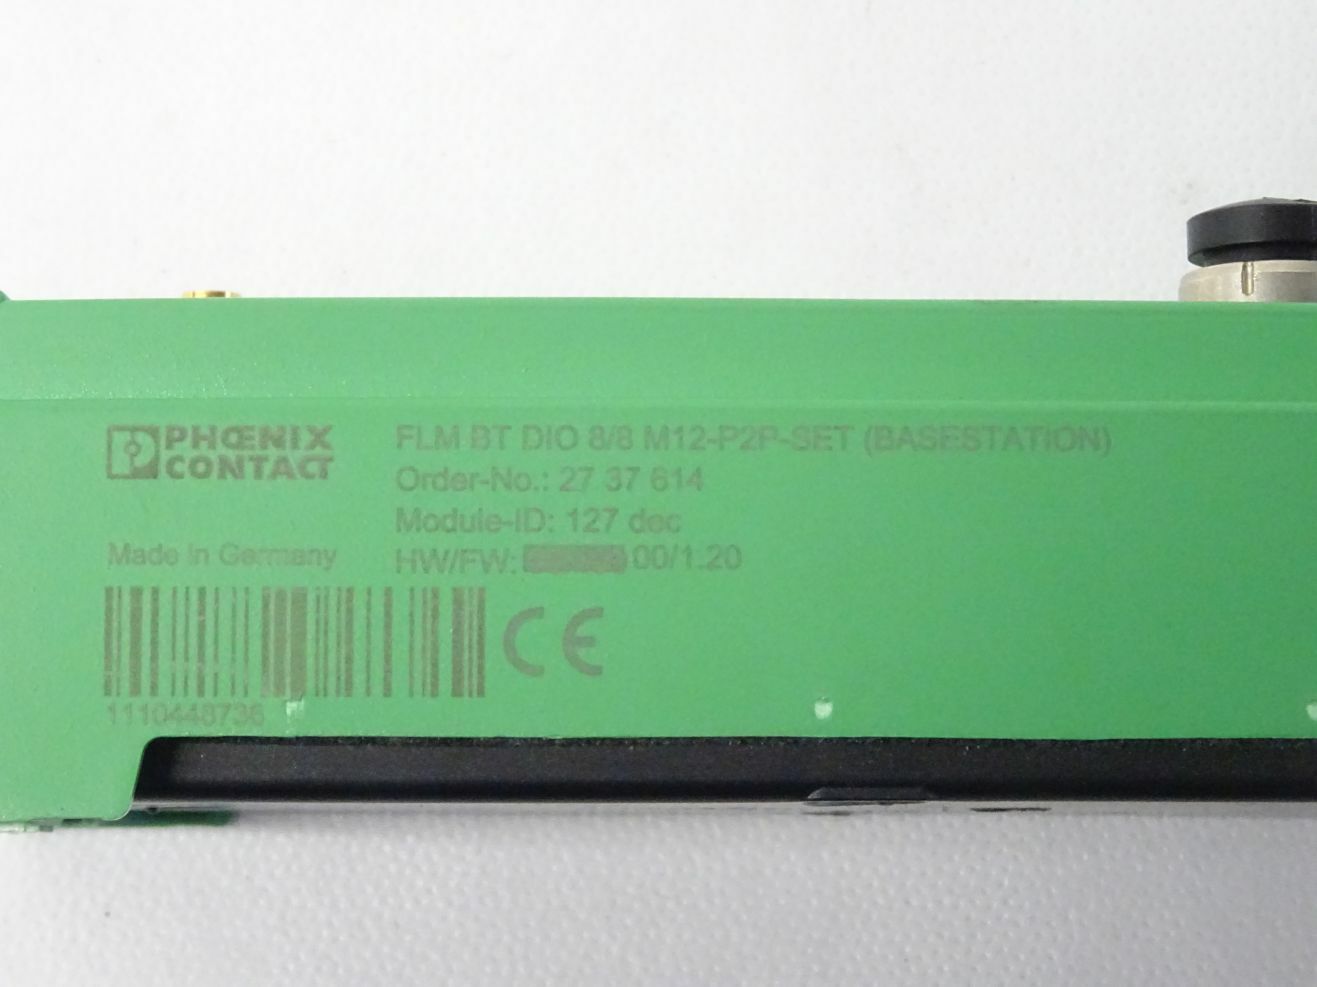 PHŒNIX
CONTACT
FLM BT DIO 8/8 M12-P2P-SET (BASESTATION)
Order-No.: 27 37 614
Module-ID: 127 dec
Made in Germany
HW/FW: 00/1.20
CE
1110448736